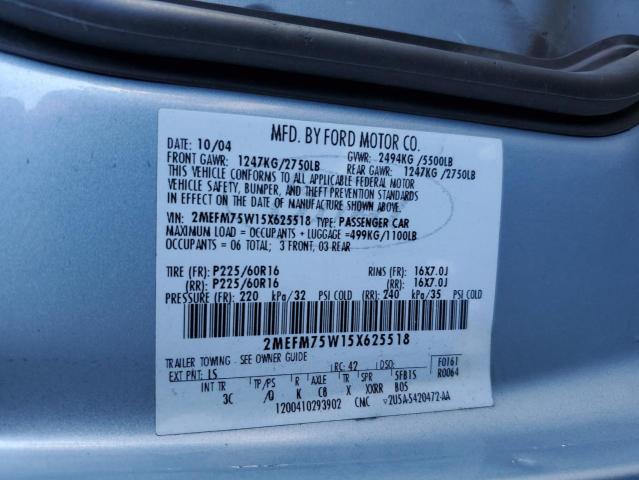 MFD. BY FORD MOTOR CO.
DATE: 10/04 GVWR: 2494KG /5500LB
FRONT GAWR: 1247KG/2750LB REAR GAWR: 1247KG /2750LB
THIS VEHICLE CONFORMS TO ALL APPLICABLE FEDERAL MOTOR
VEHICLE SAFETY, BUMPER, AND THEFT PREVENTION STANDARDS
IN EFFECT ON THE DATE OF MANUFACTURE SHOWN ABOVE.
VIN: 2MEFM75W15X625518 TYPE: PASSENGER CAR
MAXIMUM LOAD = OCCUPANTS + LUGGAGE =499KG/1100LB
OCCUPANTS = 06 TOTAL; 3 FRONT, 03 REAR
TIRE (FR): P225/60R16 RIMS (FR): 16X7.0J
(RR): P225/60R16 (RR): 16X7.0J
PRESSURE (FR): 220 kPa/32 PSI COLD (RR): 240 kPa/35 PSI COLD
2MEFM75W15X625518
TRAILER TOWING - SEE OWNER GUIDE
EXT PNT: LS RC: 42 DSO: F0161
INT TR TP/PS R AXLE TR SPR 5FB15 R0064
3C /Q K C8 X XXRR B05
1200410293902 CMC 2U5A-5420472-AA